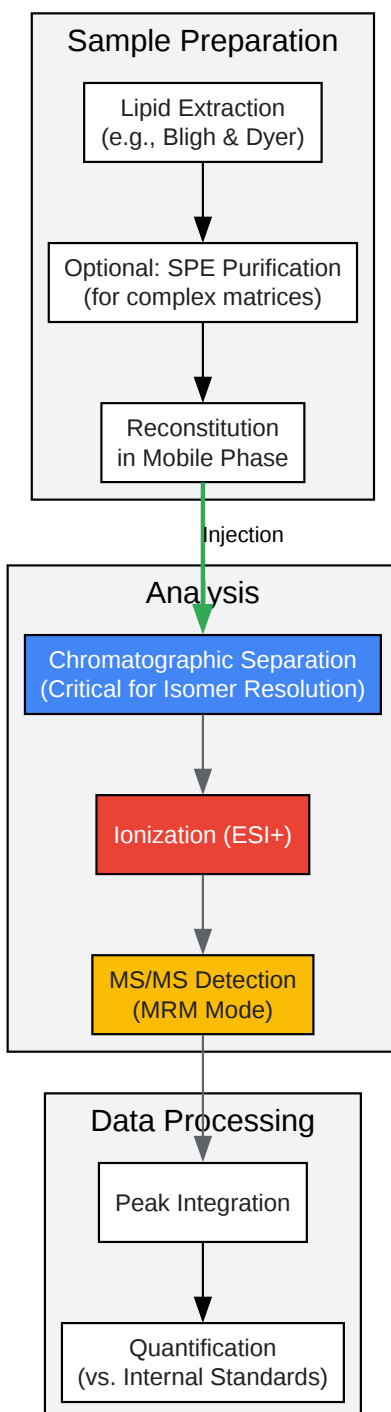 Sample Preparation
Lipid Extraction
(e.g., Bligh & Dyer)
Optional: SPE Purification
(for complex matrices)
Reconstitution
in Mobile Phase
Injection
Analysis
Chromatographic Separation
(Critical for Isomer Resolution)
Ionization (ESI+)
MS/MS Detection
(MRM Mode)
Data Processing
Peak Integration
Quantification
(vs. Internal Standards)